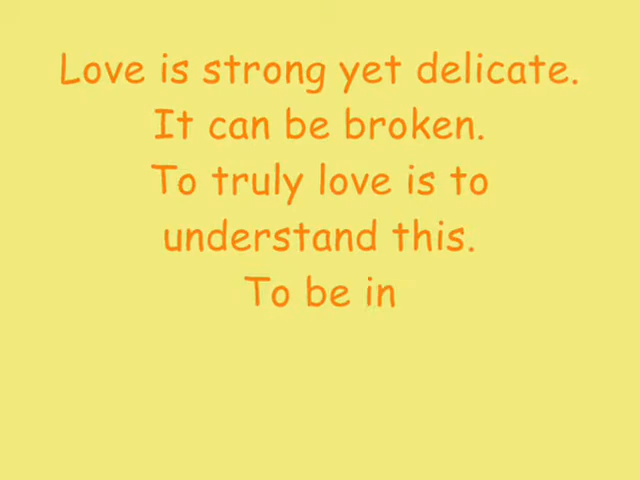 Love is strong yet delicate.
It can be broken.
To truly love is to
understand this.
To be in